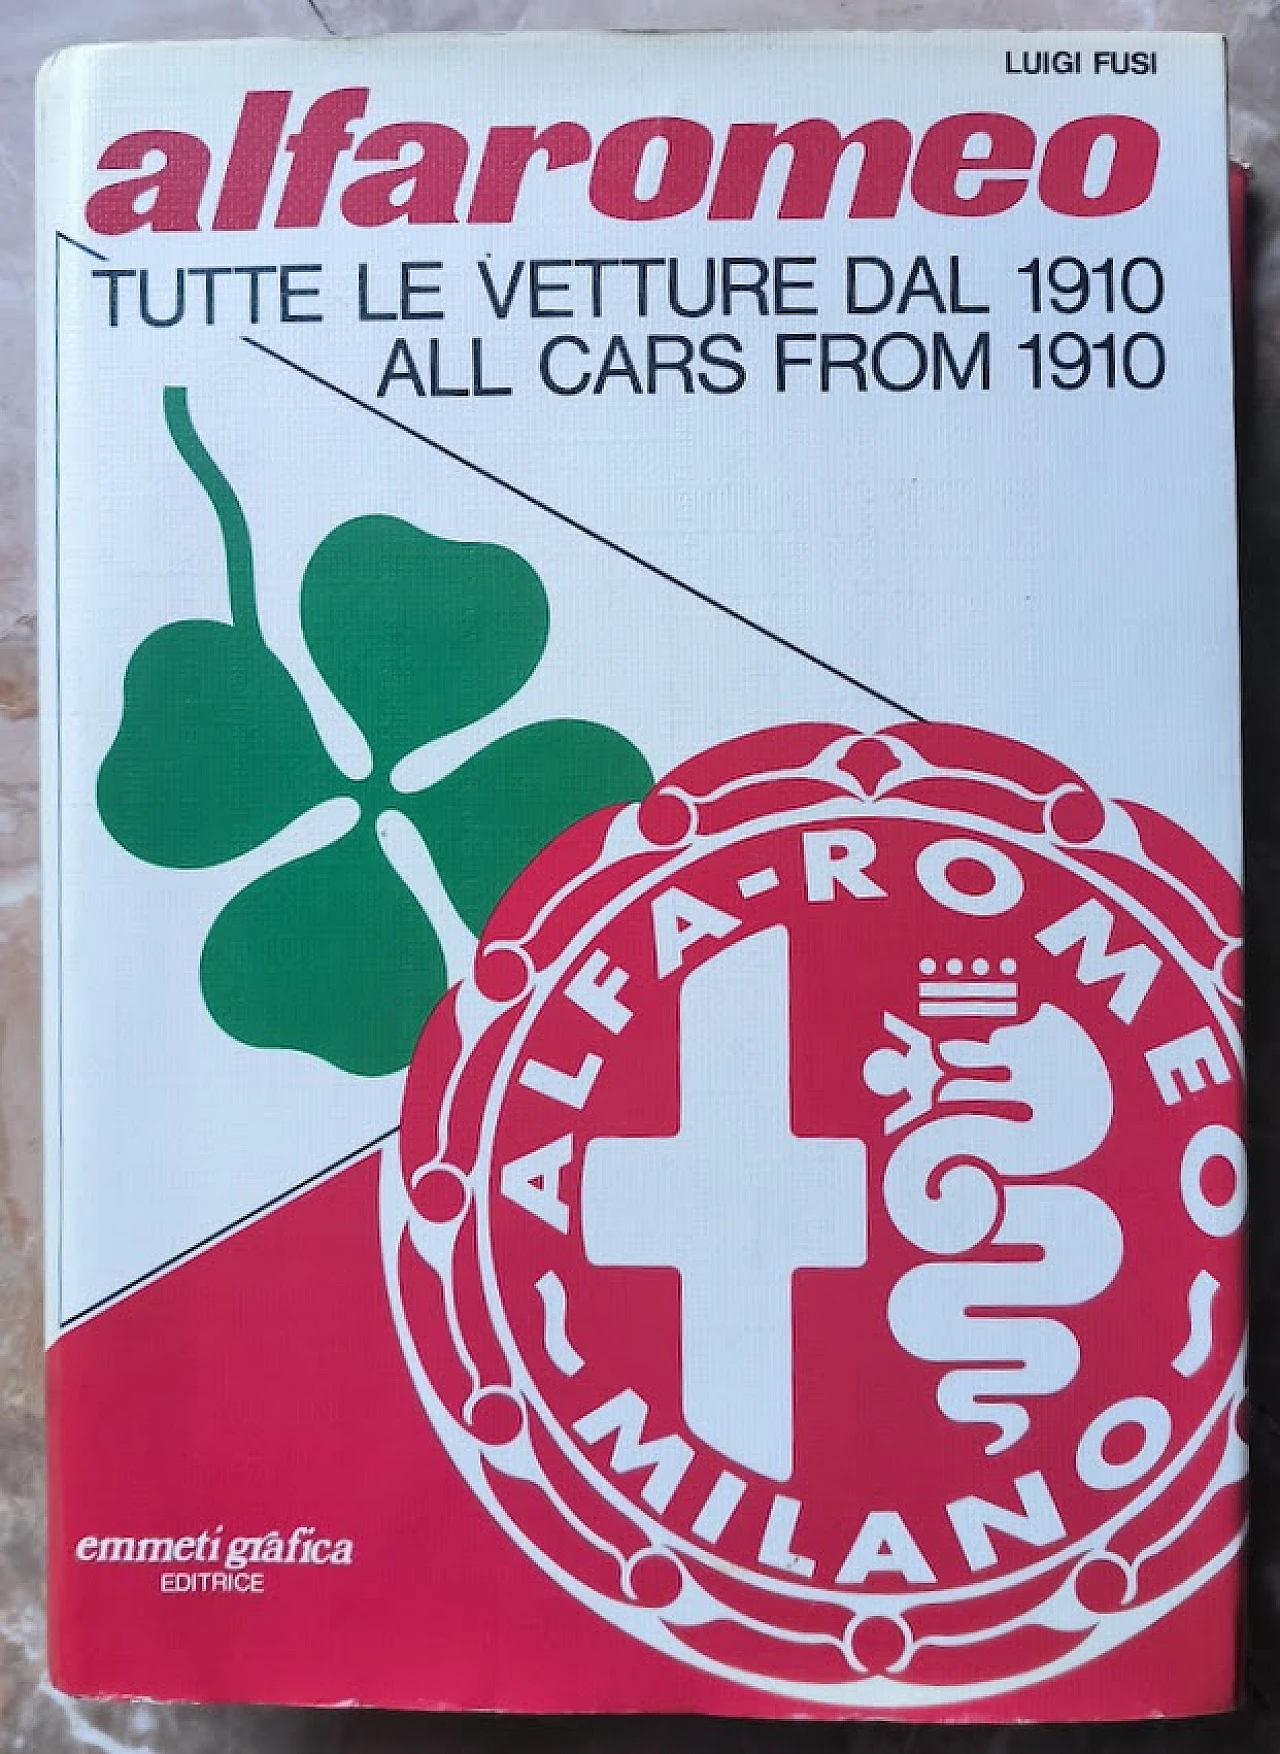 LUIGI FUSI
alfaromeo
TUTTE LE VETTURE DAL 1910
ALL CARS FROM 1910
ALFA-ROMEO
MILANO
emmeti grafica
EDITRICE